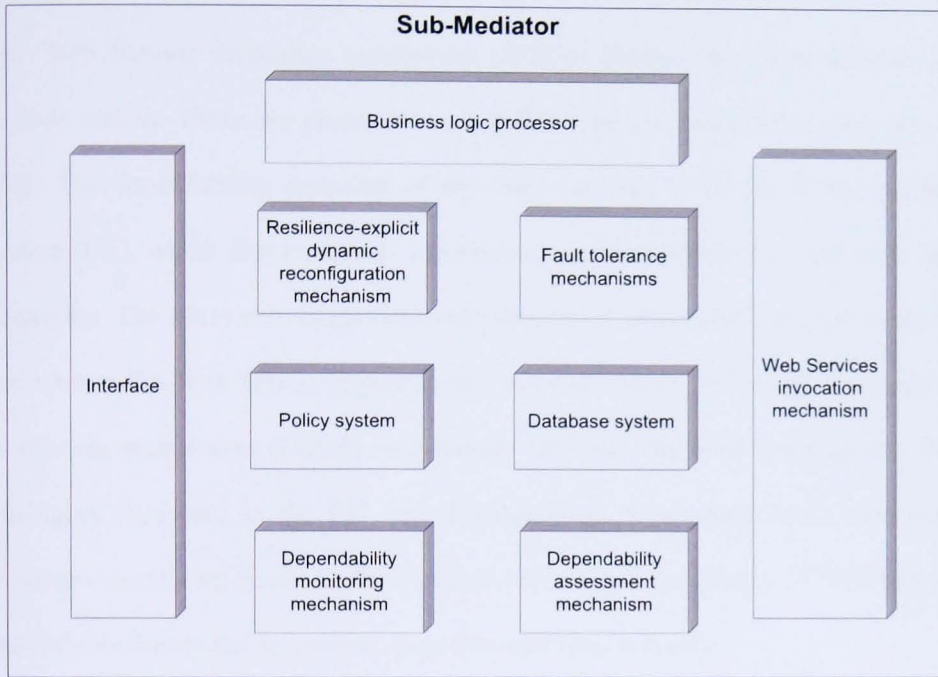 Sub-Mediator
Business logic processor
Interface
Resilience-explicit
dynamic
reconfiguration
mechanism
Fault tolerance
mechanisms
Policy system
Database system
Web Services
invocation
mechanism
Dependability
monitoring
mechanism
Dependability
assessment
mechanism